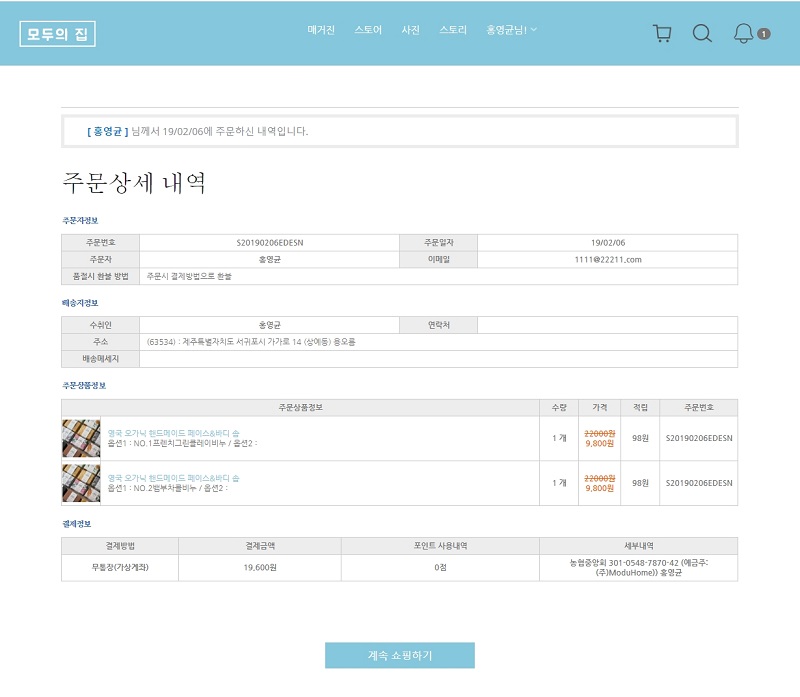 모두의 집
매거진 스토어 사진 스토리 홍영균님!
1
[ 홍영균 ] 님께서 19/02/06에 주문하신 내역입니다.
주문상세 내역
주문자정보
주문번호 S20190206EDESN 주문일자 19/02/06
주문자 홍영균 이메일 1111@22211.com
품절시 환불 방법 주문시 결제방법으로 환불
배송지정보
수취인 홍영균 연락처
주소 (63534) : 제주특별자치도 서귀포시 가가로 14 (상예동) 용오름
배송메세지
주문상품정보
주문상품정보 수량 가격 적립 주문번호
영국 오가닉 핸드메이드 페이스&바디 숍
옵션1 : NO.1프렌치그린클레이비누 / 옵션2 :
1 개 22000원 9,800원 98원 S20190206EDESN
영국 오가닉 핸드메이드 페이스&바디 숍
옵션1 : NO.2뱀부차콜비누 / 옵션2 :
1 개 22000원 9,800원 98원 S20190206EDESN
결제정보
결제방법 결제금액 포인트 사용내역 세부내역
무통장(가상계좌) 19,600원 0점 농협중앙회 301-0548-7870-42 (예금주:
(주)ModuHome)) 홍영균
계속 쇼핑하기